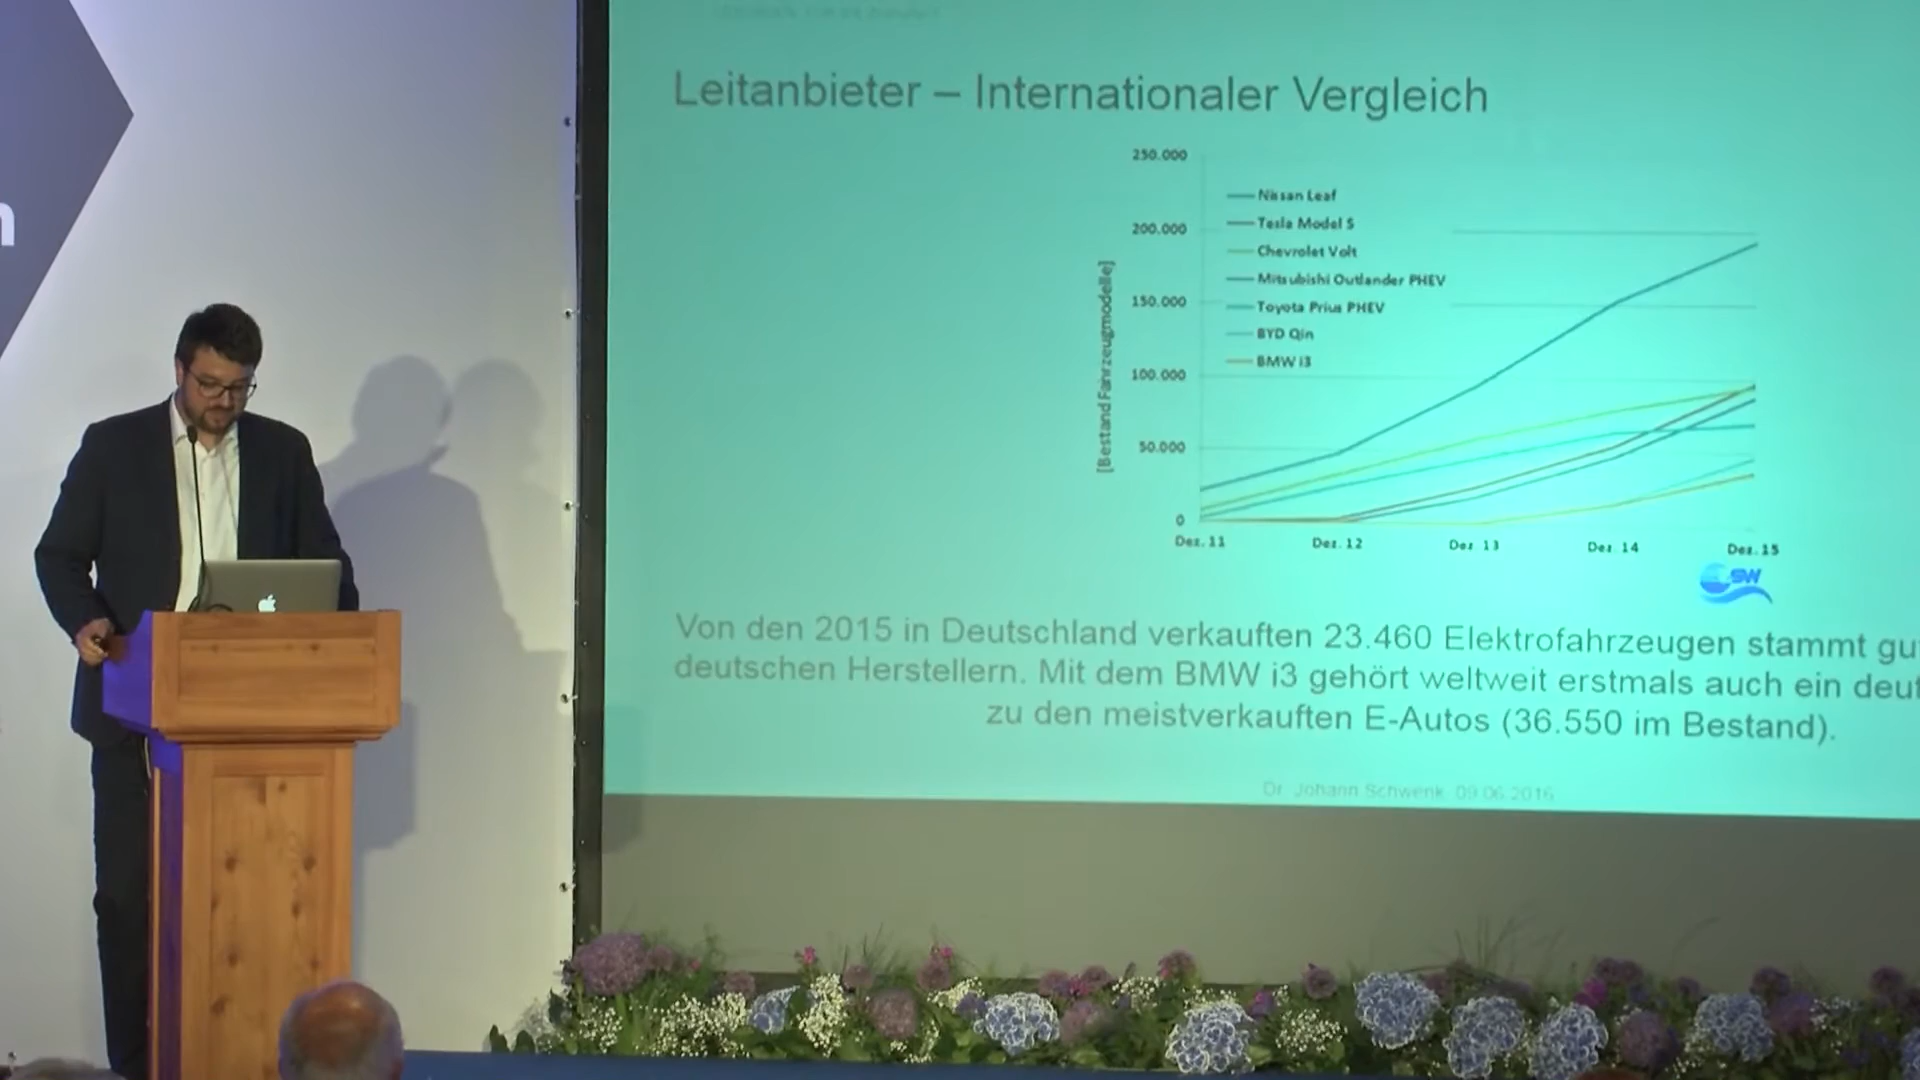 Leitanbieter – Internationaler Vergleich
250.000
200.000
150.000
100.000
50.000
0
[Bestand Fahrzeugmodelle]
Nissan Leaf
Tesla Model S
Chevrolet Volt
Mitsubishi Outlander PHEV
Toyota Prius PHEV
BYD Qin
BMW i3
Dez. 11
Dez. 12
Dez 13
Dez. 14
Dez. 15
SW
Von den 2015 in Deutschland verkauften 23.460 Elektrofahrzeugen stammt gu
deutschen Herstellern. Mit dem BMW i3 gehört weltweit erstmals auch ein deut
zu den meistverkauften E-Autos (36.550 im Bestand).
Dr. Johann Schwenk, 09.06.2016
n